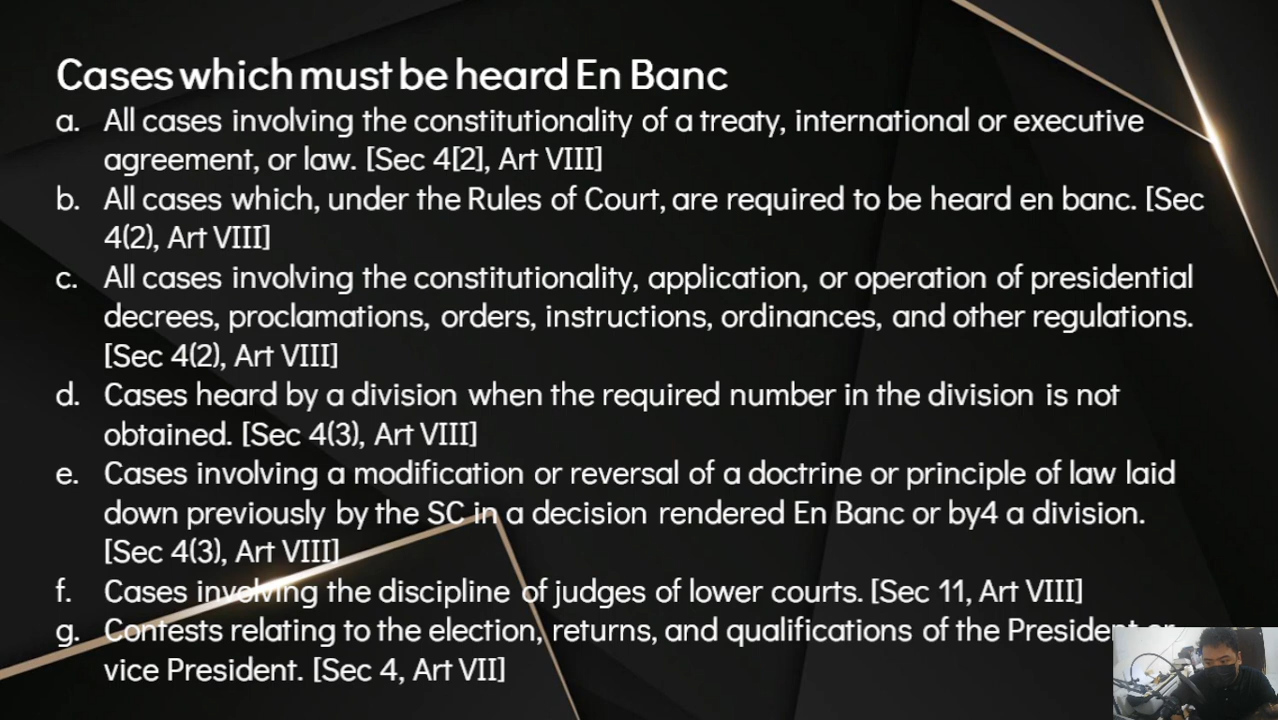 Cases which must be heard En Banc
a. All cases involving the constitutionality of a treaty, international or executive
agreement, or law. [Sec 4[2], Art VIII]
b. All cases which, under the Rules of Court, are required to be heard en banc. [Sec
4(2), Art VIII]
c. All cases involving the constitutionality, application, or operation of presidential
decrees, proclamations, orders, instructions, ordinances, and other regulations.
[Sec 4(2), Art VIII]
d. Cases heard by a division when the required number in the division is not
obtained. [Sec 4(3), Art VIII]
e. Cases involving a modification or reversal of a doctrine or principle of law laid
down previously by the SC in a decision rendered En Banc or by4 a division.
[Sec 4(3), Art VIII]
f. Cases involving the discipline of judges of lower courts. [Sec 11, Art VIII]
g. Contests relating to the election, returns, and qualifications of the President or
vice President. [Sec 4, Art VII]